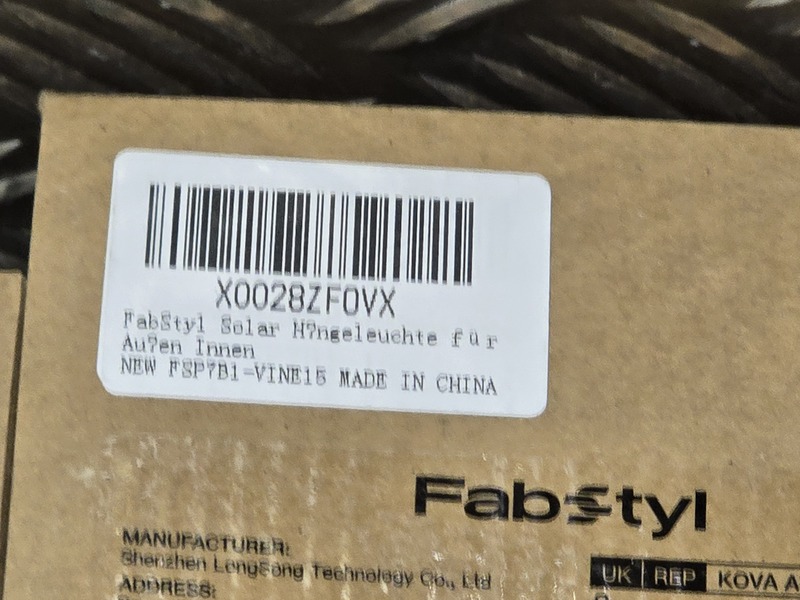 X0028ZF0VX
FabStyl Solar H?ngeleuchte für
Au?en Innen
NEW FSP7B1-VINE15 MADE IN CHINA
FabStyl
MANUFACTURER:
Shenzhen LongSong Technology Co., Ltd
UK REP KOVA A
ADDRESS: